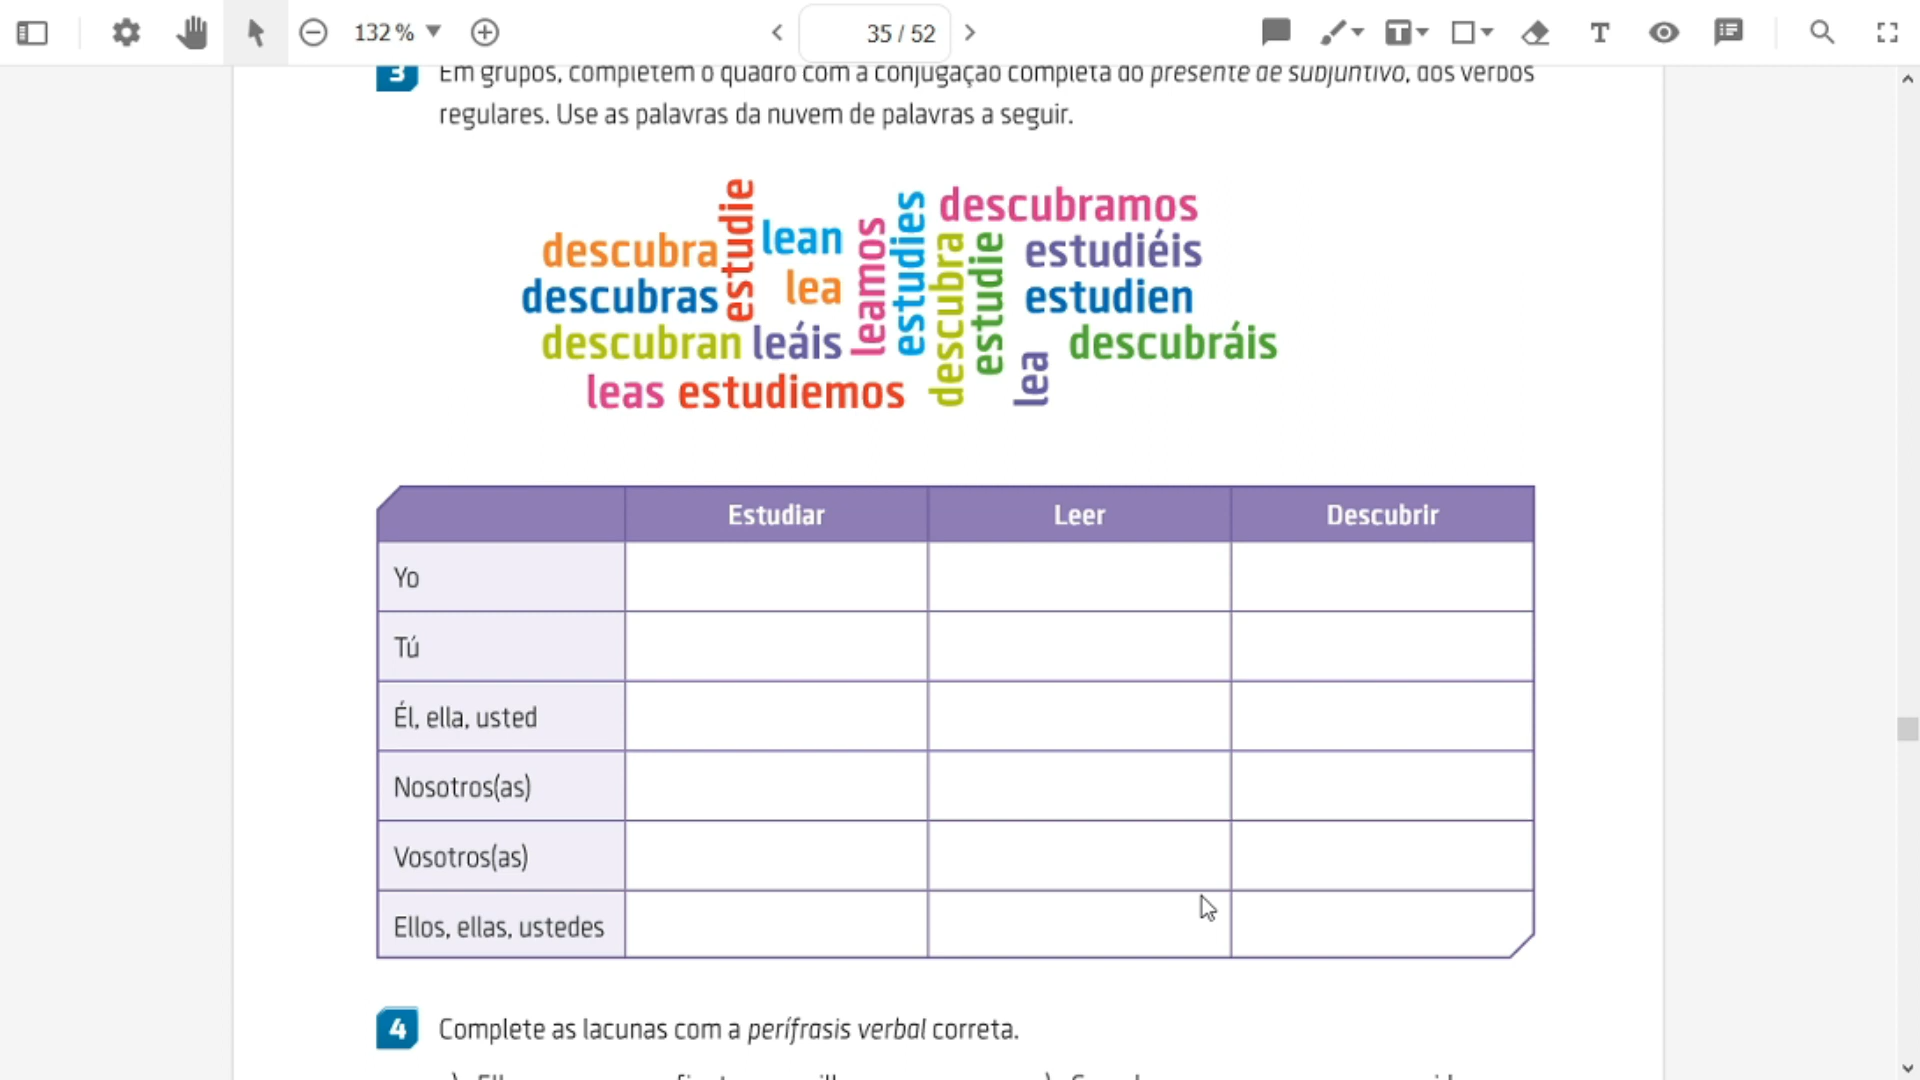 132 %
35 / 52
3 Em grupos, completem o quadro com a conjugação completa do presente de subjuntivo, dos verbos
regulares. Use as palavras da nuvem de palavras a seguir.
descubra estudie lean leamos estudies descubramos
descubras lea descubra estudie estudiéis
estudien
descubran leáis lea descubráis
leas estudiemos
Estudiar Leer Descubrir
Yo
Tú
Él, ella, usted
Nosotros(as)
Vosotros(as)
Ellos, ellas, ustedes
4 Complete as lacunas com a perífrasis verbal correta.